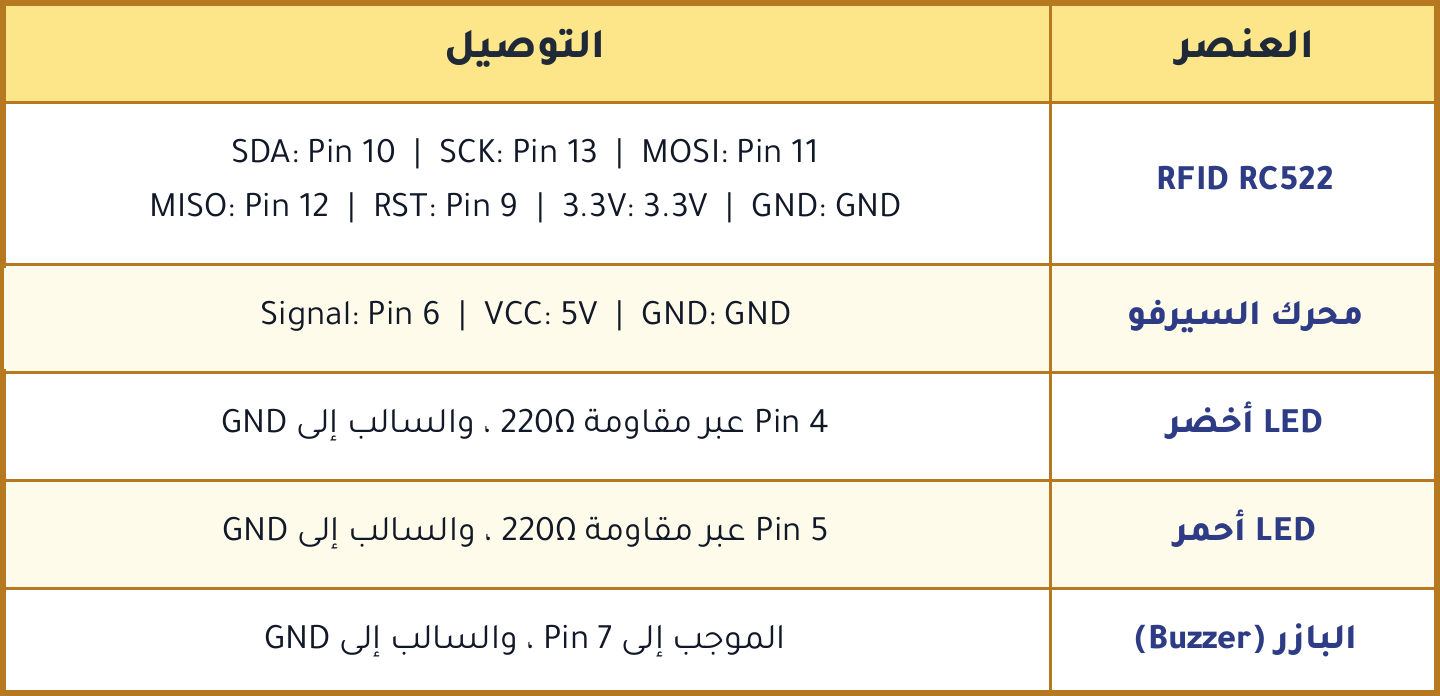 العنصر
التوصيل
RFID RC522
SDA: Pin 10 | SCK: Pin 13 | MOSI: Pin 11
MISO: Pin 12 | RST: Pin 9 | 3.3V: 3.3V | GND: GND
محرك السيرفو
Signal: Pin 6 | VCC: 5V | GND: GND
LED أخضر
Pin 4 عبر مقاومة 220Ω ، والسالب إلى GND
LED أحمر
Pin 5 عبر مقاومة 220Ω ، والسالب إلى GND
البازر (Buzzer)
الموجب إلى Pin 7 ، والسالب إلى GND